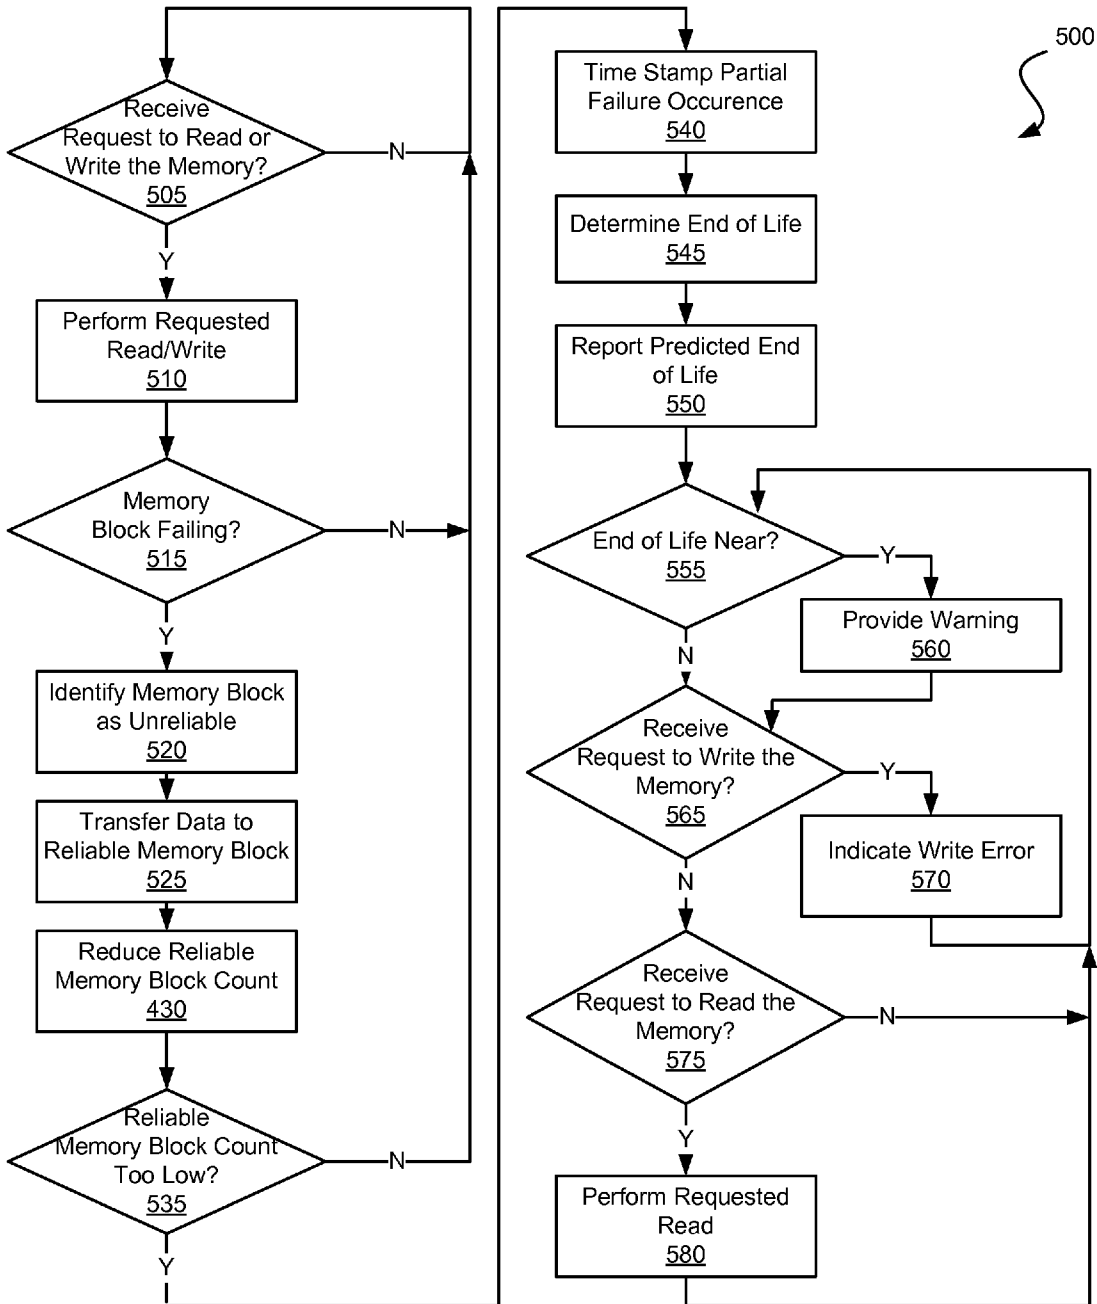 500
Receive
Request to Read or
Write the Memory?
505
N
Y
Perform Requested
Read/Write
510
Memory
Block Failing?
515
N
Y
Identify Memory Block
as Unreliable
520
Transfer Data to
Reliable Memory Block
525
Reduce Reliable
Memory Block Count
430
Reliable
Memory Block Count
Too Low?
535
N
Y
Time Stamp Partial
Failure Occurence
540
Determine End of Life
545
Report Predicted End
of Life
550
End of Life Near?
555
Y
N
Provide Warning
560
Receive
Request to Write the
Memory?
565
Y
N
Indicate Write Error
570
Receive
Request to Read the
Memory?
575
N
Y
Perform Requested
Read
580